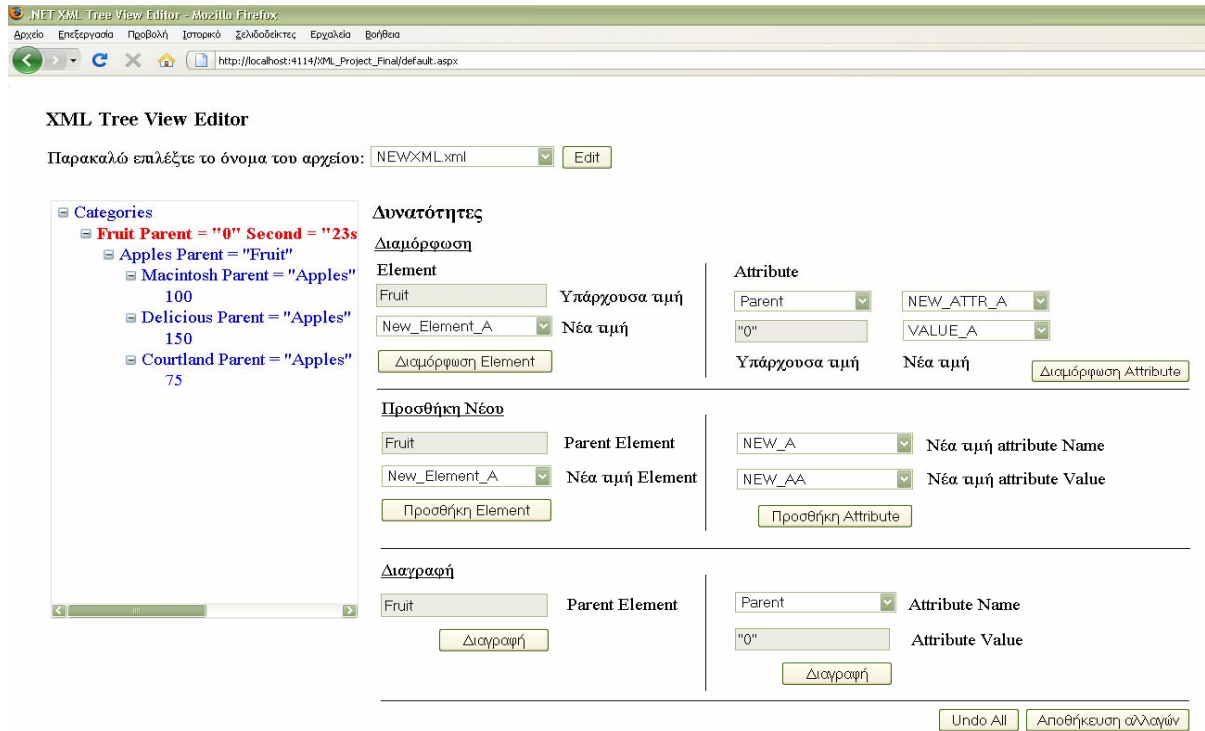 .NET XML Tree View Editor - Mozilla Firefox
Αρχείο Επεξεργασία Προβολή Ιστορικό Σελιδοδείκτες Εργαλεία Βοήθεια
http://localhost:4114/XML_Project_Final/default.aspx
XML Tree View Editor
Παρακαλώ επιλέξτε το όνομα του αρχείου: NEWXML.xml Edit
Categories
Fruit Parent = "0" Second = "23s
Apples Parent = "Fruit"
Macintosh Parent = "Apples"
100
Delicious Parent = "Apples"
150
Courtland Parent = "Apples"
75
Δυνατότητες
Διαμόρφωση
Element
Fruit Υπάρχουσα τιμή
New_Element_A Νέα τιμή
Διαμόρφωση Element
Attribute
Parent NEW_ATTR_A
"0" VALUE_A
Υπάρχουσα τιμή Νέα τιμή Διαμόρφωση Attribute
Προσθήκη Νέου
Fruit Parent Element
New_Element_A Νέα τιμή Element
Προσθήκη Element
NEW_A Νέα τιμή attribute Name
NEW_AA Νέα τιμή attribute Value
Προσθήκη Attribute
Διαγραφή
Fruit Parent Element
Διαγραφή
Parent Attribute Name
"0" Attribute Value
Διαγραφή
Undo All Αποθήκευση αλλαγών